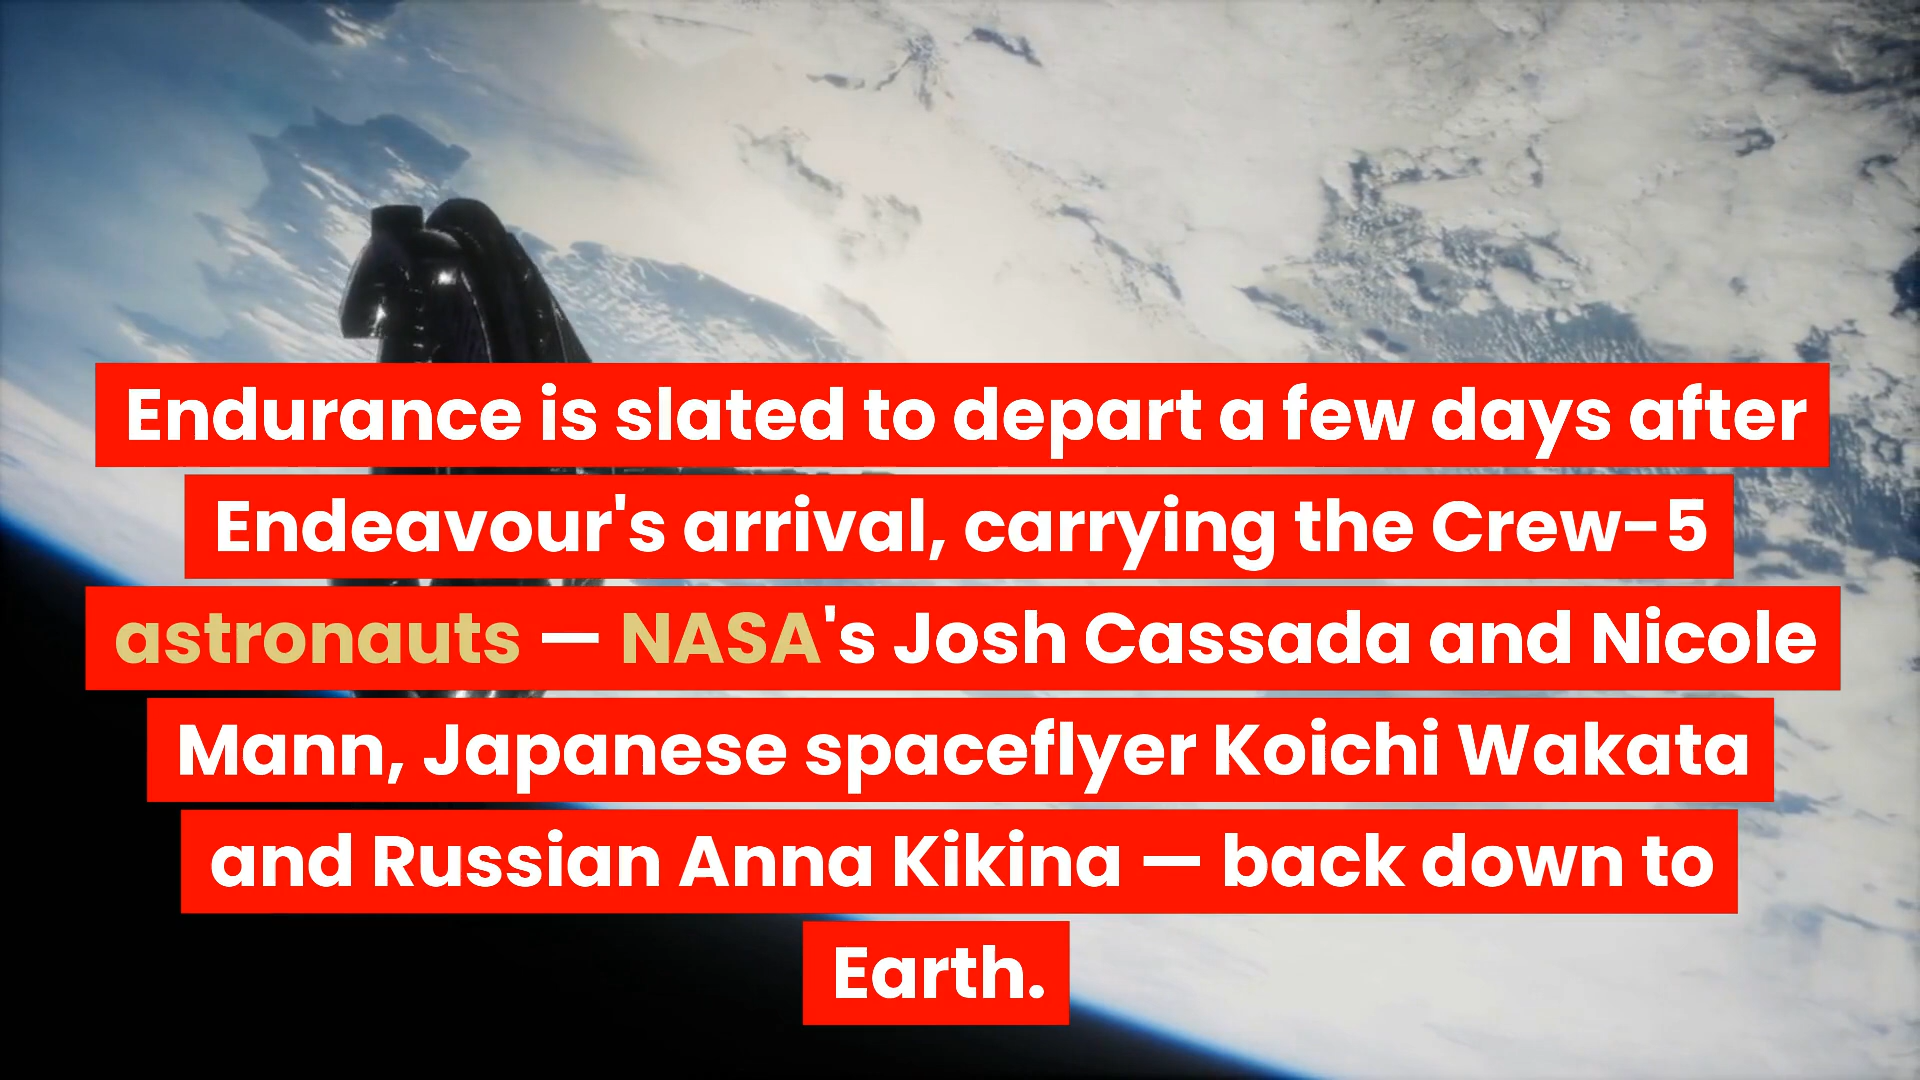 Endurance is slated to depart a few days after
Endeavour's arrival, carrying the Crew-5
astronauts — NASA's Josh Cassada and Nicole
Mann, Japanese spaceflyer Koichi Wakata
and Russian Anna Kikina — back down to
Earth.